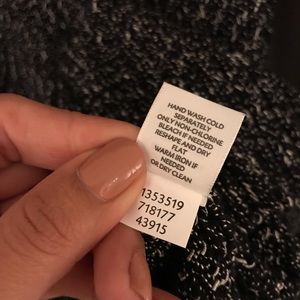 HAND WASH COLD
SEPARATELY
ONLY NON-CHLORINE
BLEACH IF NEEDED
RESHAPE AND DRY
FLAT
WARM IRON IF
NEEDED
OR DRY CLEAN
1353519
718177
43915